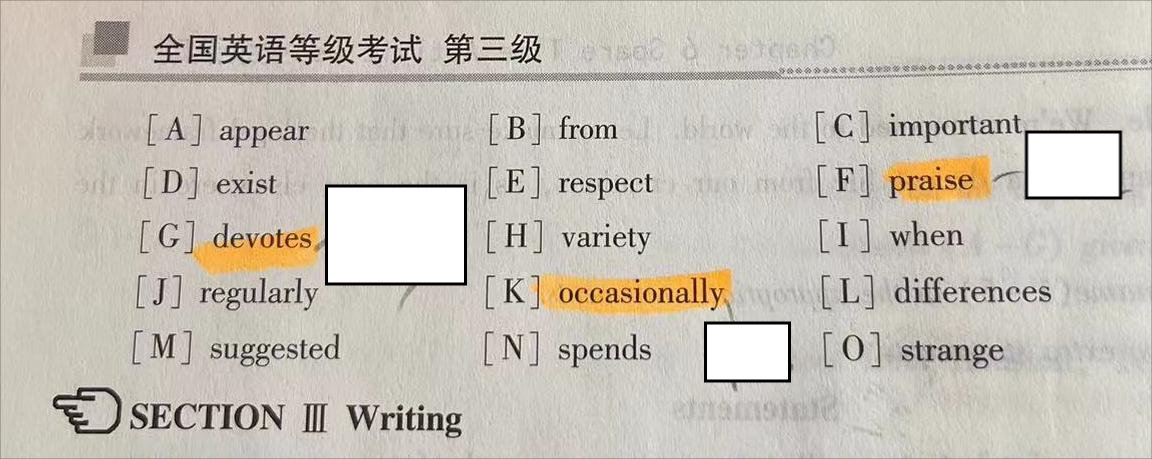 全国英语等级考试 第三级
[A] appear [B] from [C] important
[D] exist [E] respect [F] praise
[G] devotes [H] variety [I] when
[J] regularly [K] occasionally [L] differences
[M] suggested [N] spends [O] strange
SECTION Ⅲ Writing